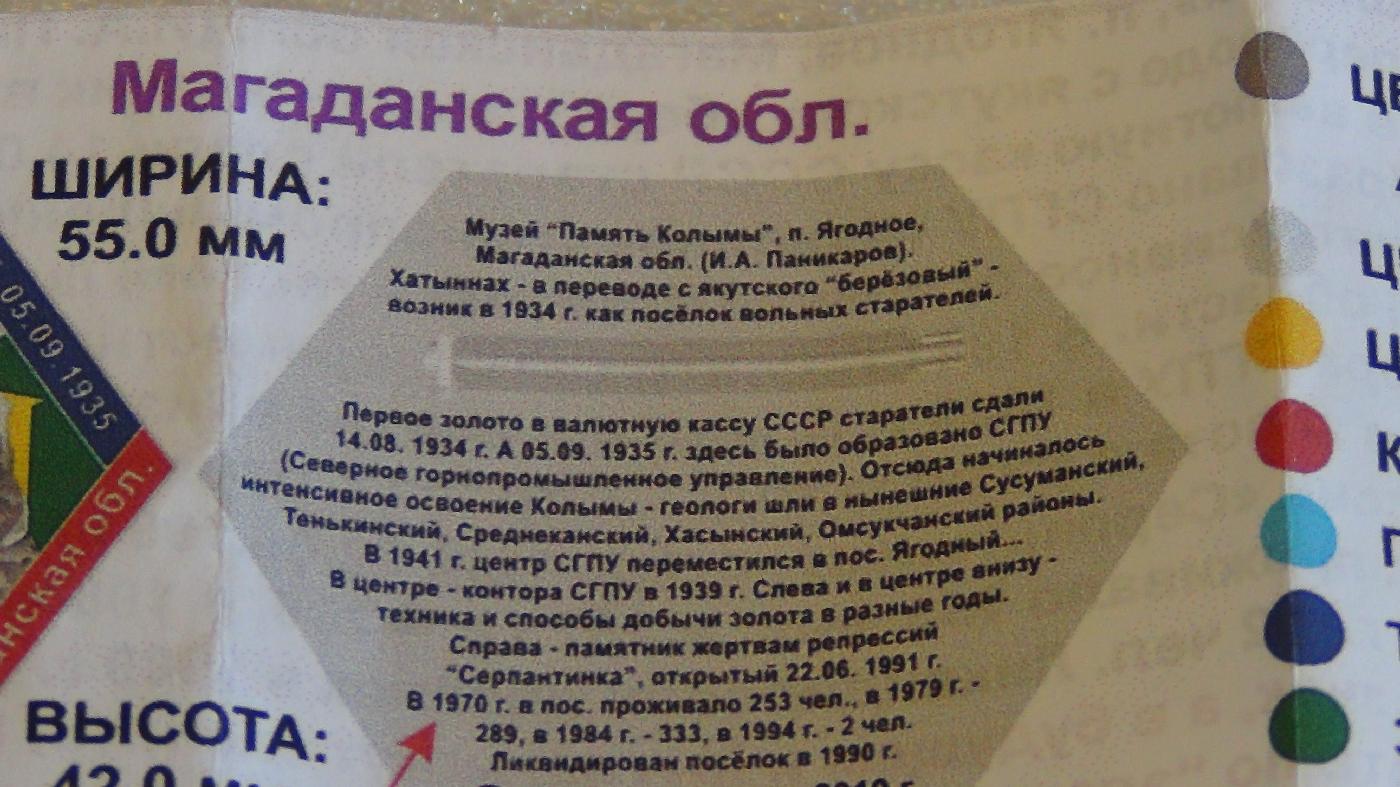 Магаданская обл.
ШИРИНА:
55.0 мм
Музей "Память Колымы", п. Ягодное,
Магаданская обл. (И.А. Паникаров).
Хатыннах - в переводе с якутского "берёзовый" -
возник в 1934 г. как посёлок вольных старателей.
Первое золото в валютную кассу СССР старатели сдали
14.08. 1934 г. А 05.09. 1935 г. здесь было образовано СГПУ
(Северное горнопромышленное управление). Отсюда начиналось
интенсивное освоение Колымы - геологи шли в нынешние Сусуманский,
Тенькинский, Среднеканский, Хасынский, Омсукчанский районы.
В 1941 г. центр СГПУ переместился в пос. Ягодный...
В центре - контора СГПУ в 1939 г. Слева и в центре внизу -
техника и способы добычи золота в разные годы.
Справа - памятник жертвам репрессий
"Серпантинка", открытый 22.06. 1991 г.
В 1970 г. в пос. проживало 253 чел., в 1979 г. -
289, в 1984 г. - 333, в 1994 г. - 2 чел.
Ликвидирован посёлок в 1990 г.
05.09.1935
обл.
ВЫСОТА:
42.0 мм